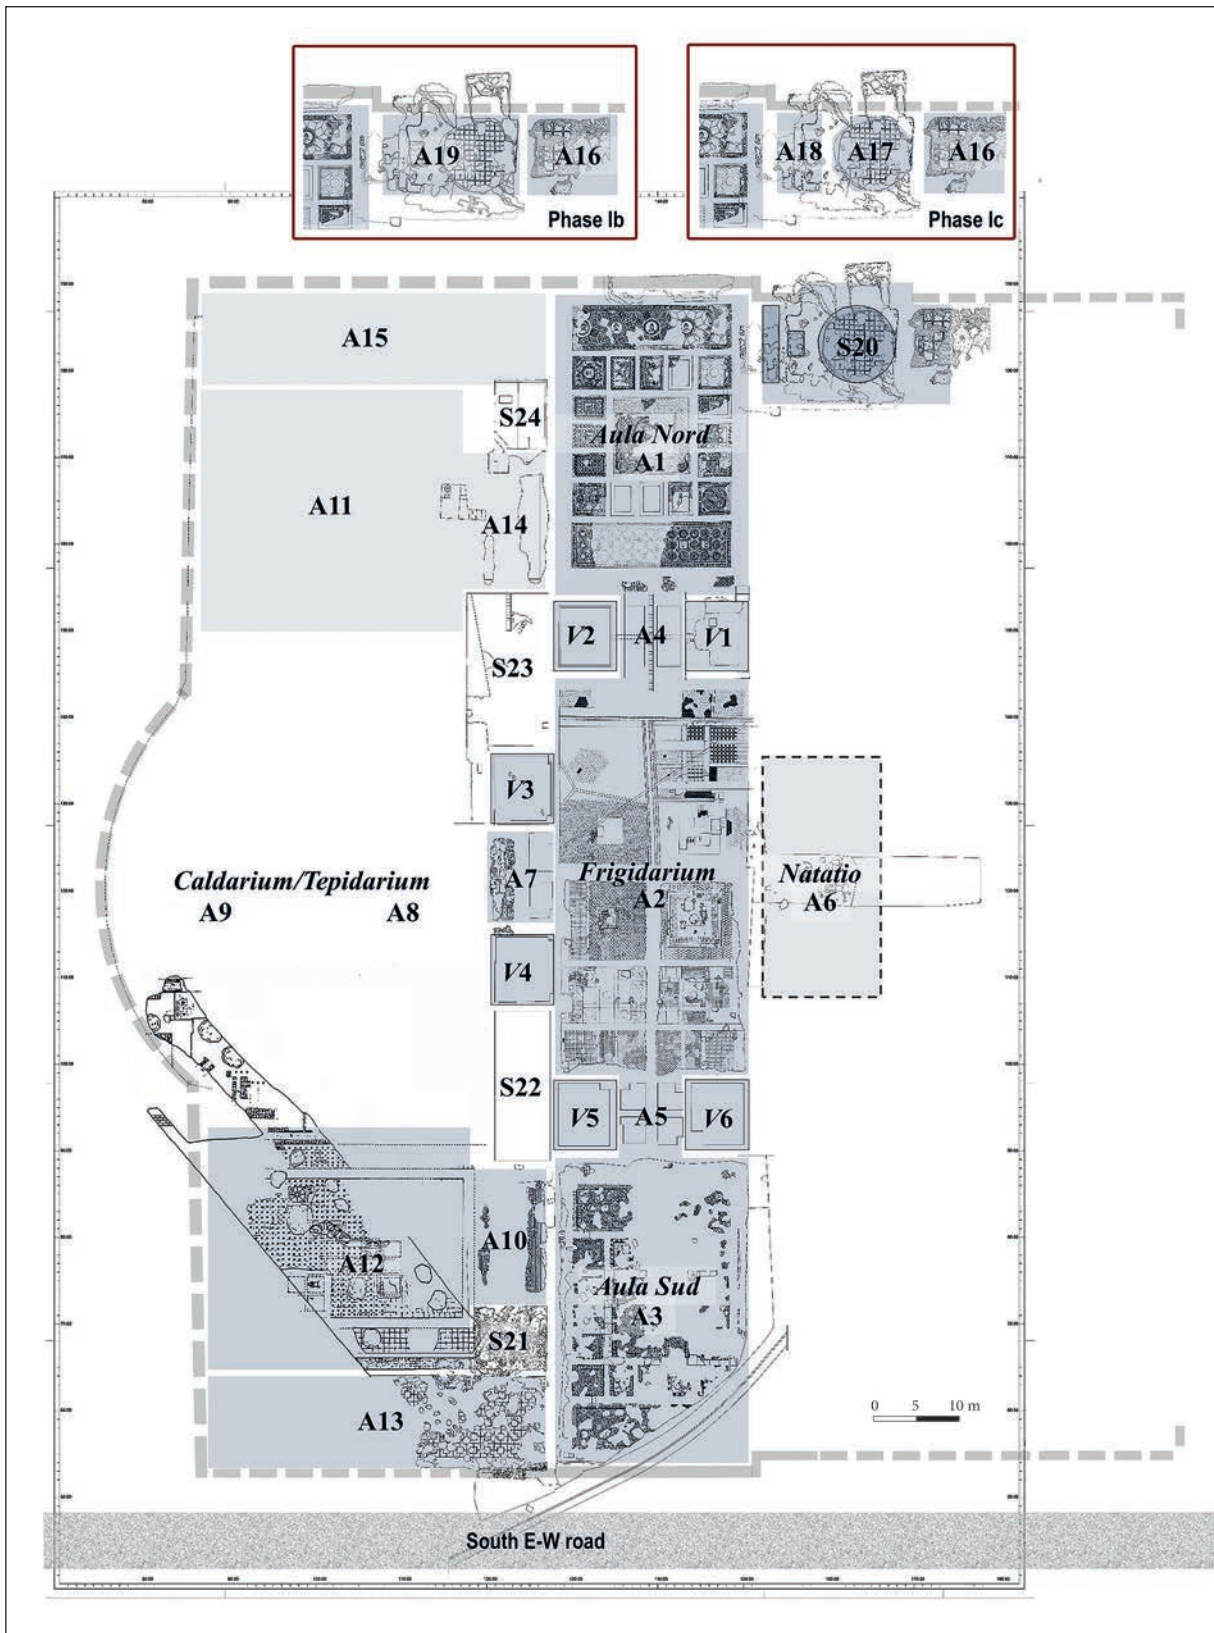 A19
A16
Phase Ib
A18
A17
A16
Phase Ic
A15
S20
S24
Aula Nord
A1
A11
A14
V2
A4
V1
S23
V3
Caldarium/Tepidarium
A9
A8
A7
Frigidarium
A2
Natatio
A6
V4
S22
V5
A5
V6
A10
A12
Aula Sud
A3
S21
A13
0 5 10 m
South E-W road